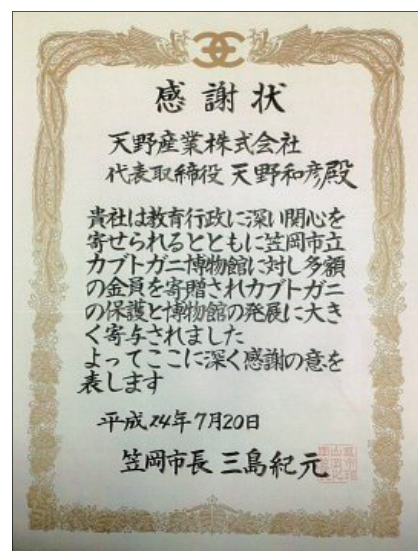 感謝状
天野産業株式会社
代表取締役 天野和彦殿
貴社は教育行政に深い関心を
寄せられるとともに笠岡市立
カブトガニ博物館に対し多額
の金員を寄贈されカブトガニ
の保護と博物館の発展に大き
く寄与されました
よってここに深く感謝の意を
表します
平成24年7月20日
笠岡市長 三島紀元